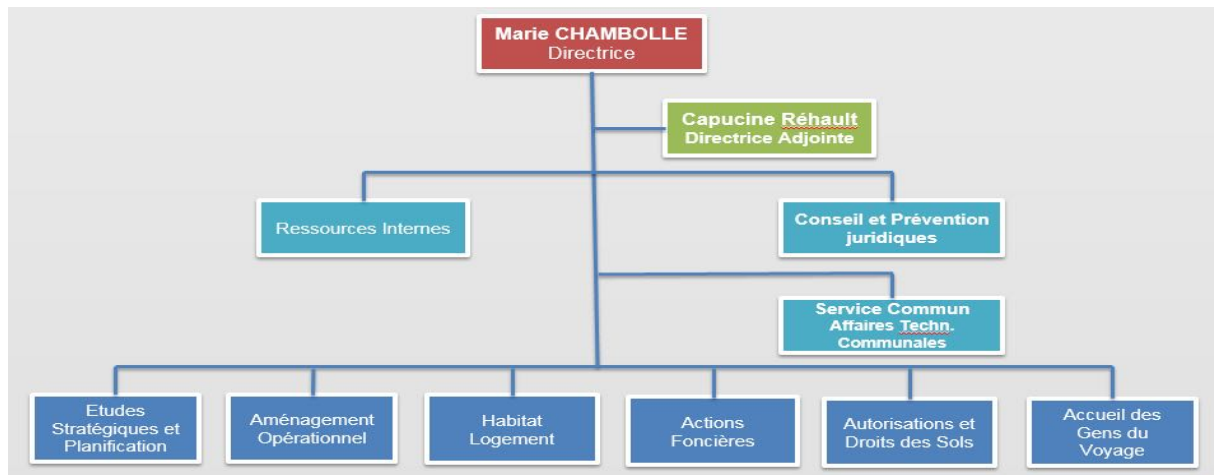 Marie CHAMBOLLE
Directrice
Capucine Réhault
Directrice Adjointe
Ressources Internes
Conseil et Prévention
juridiques
Service Commun
Affaires Techn.
Communales
Etudes
Stratégiques et
Planification
Aménagement
Opérationnel
Habitat
Logement
Actions
Foncières
Autorisations et
Droits des Sols
Accueil des
Gens du
Voyage